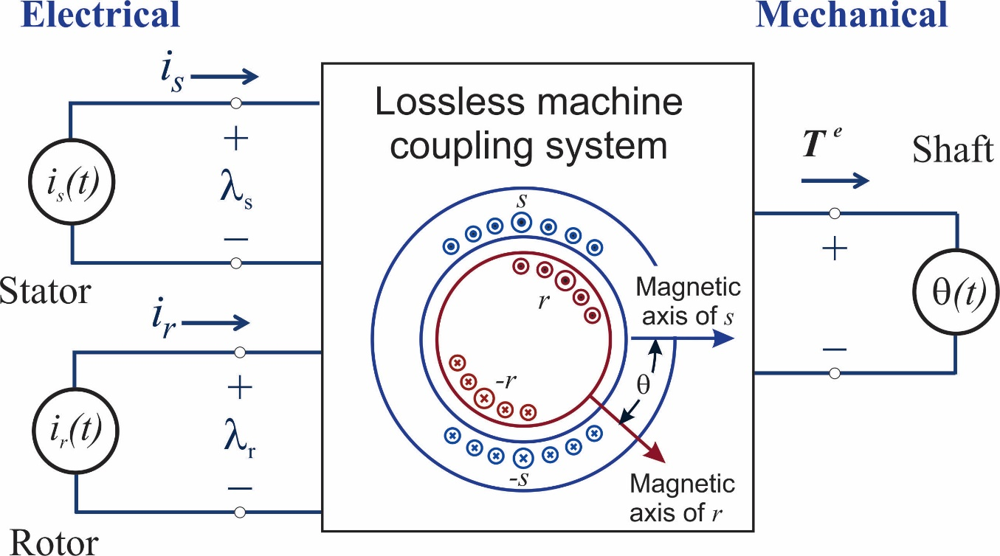 Electrical
Mechanical
i_s
i_s(t)
+
λ_s
−
Stator
i_r
i_r(t)
+
λ_r
−
Rotor
Lossless machine
coupling system
s
r
-r
-s
Magnetic
axis of s
θ
Magnetic
axis of r
T^e
Shaft
+
θ(t)
−